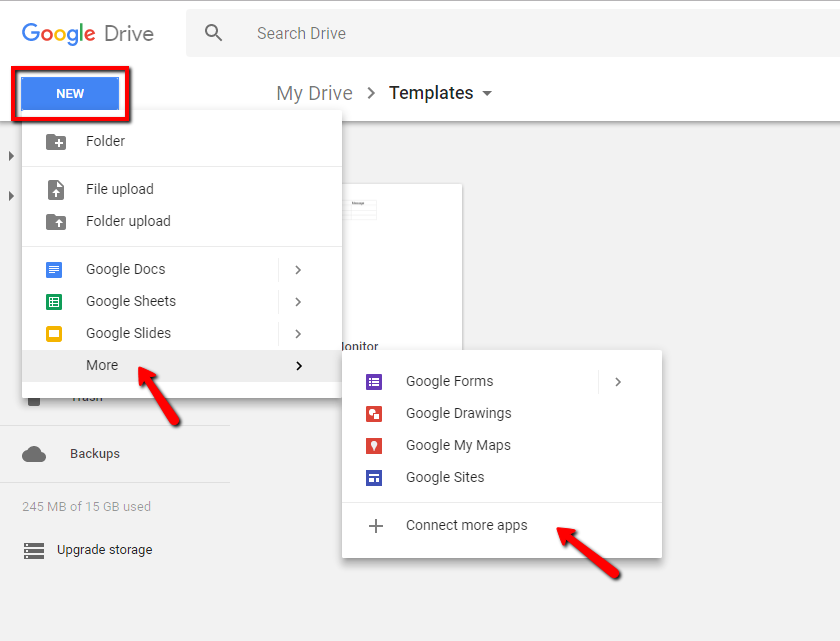 Google Drive
Search Drive
NEW
My Drive > Templates
Folder
File upload
Folder upload
Google Docs
Google Sheets
Google Slides
More
Trash
Backups
245 MB of 15 GB used
Upgrade storage
Google Forms
Google Drawings
Google My Maps
Google Sites
Connect more apps